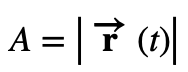 A = | r⃗ (t)|